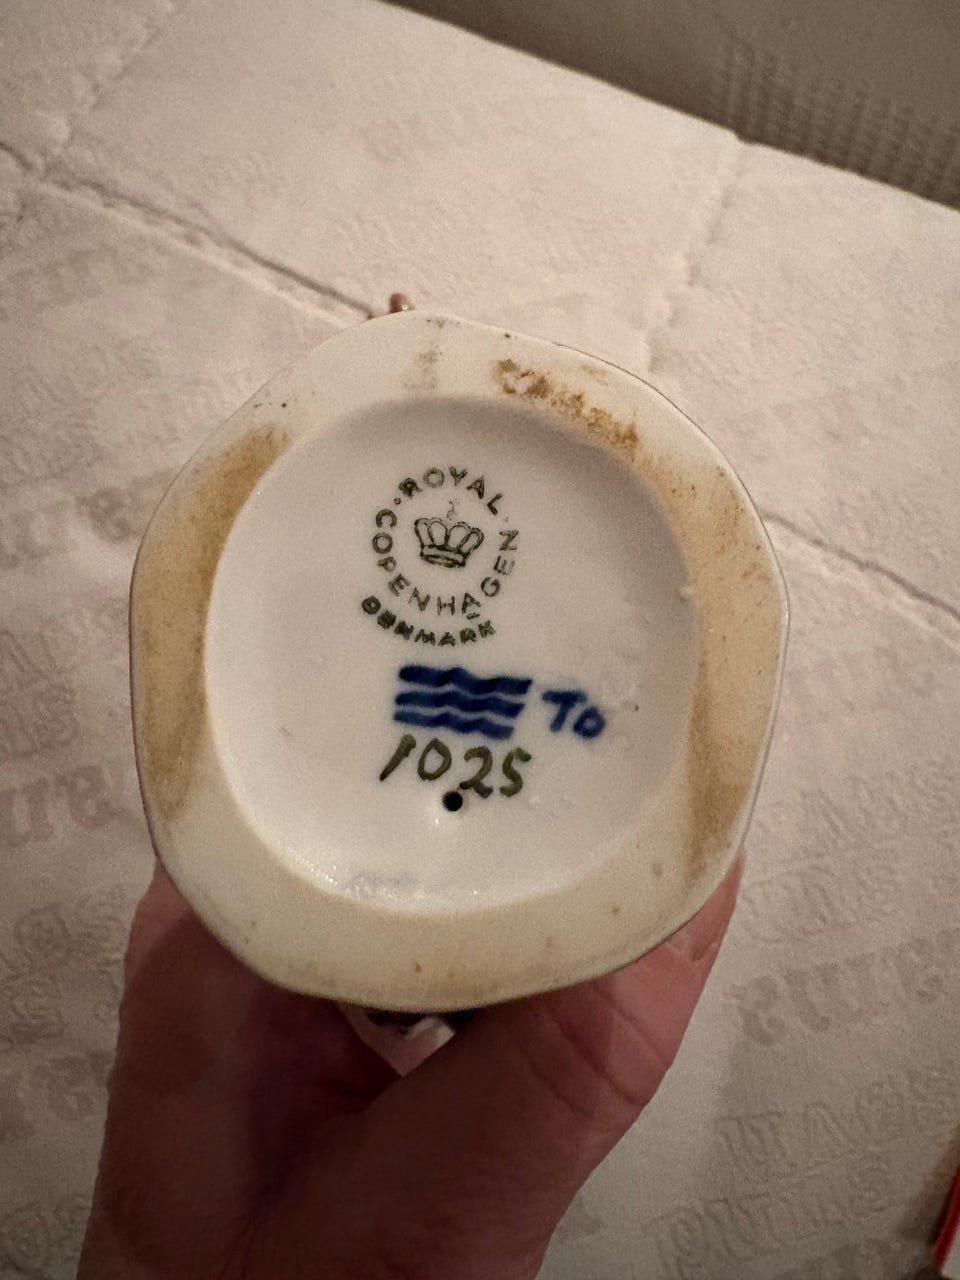 ROYAL
COPENHAGEN
DENMARK
To
1025